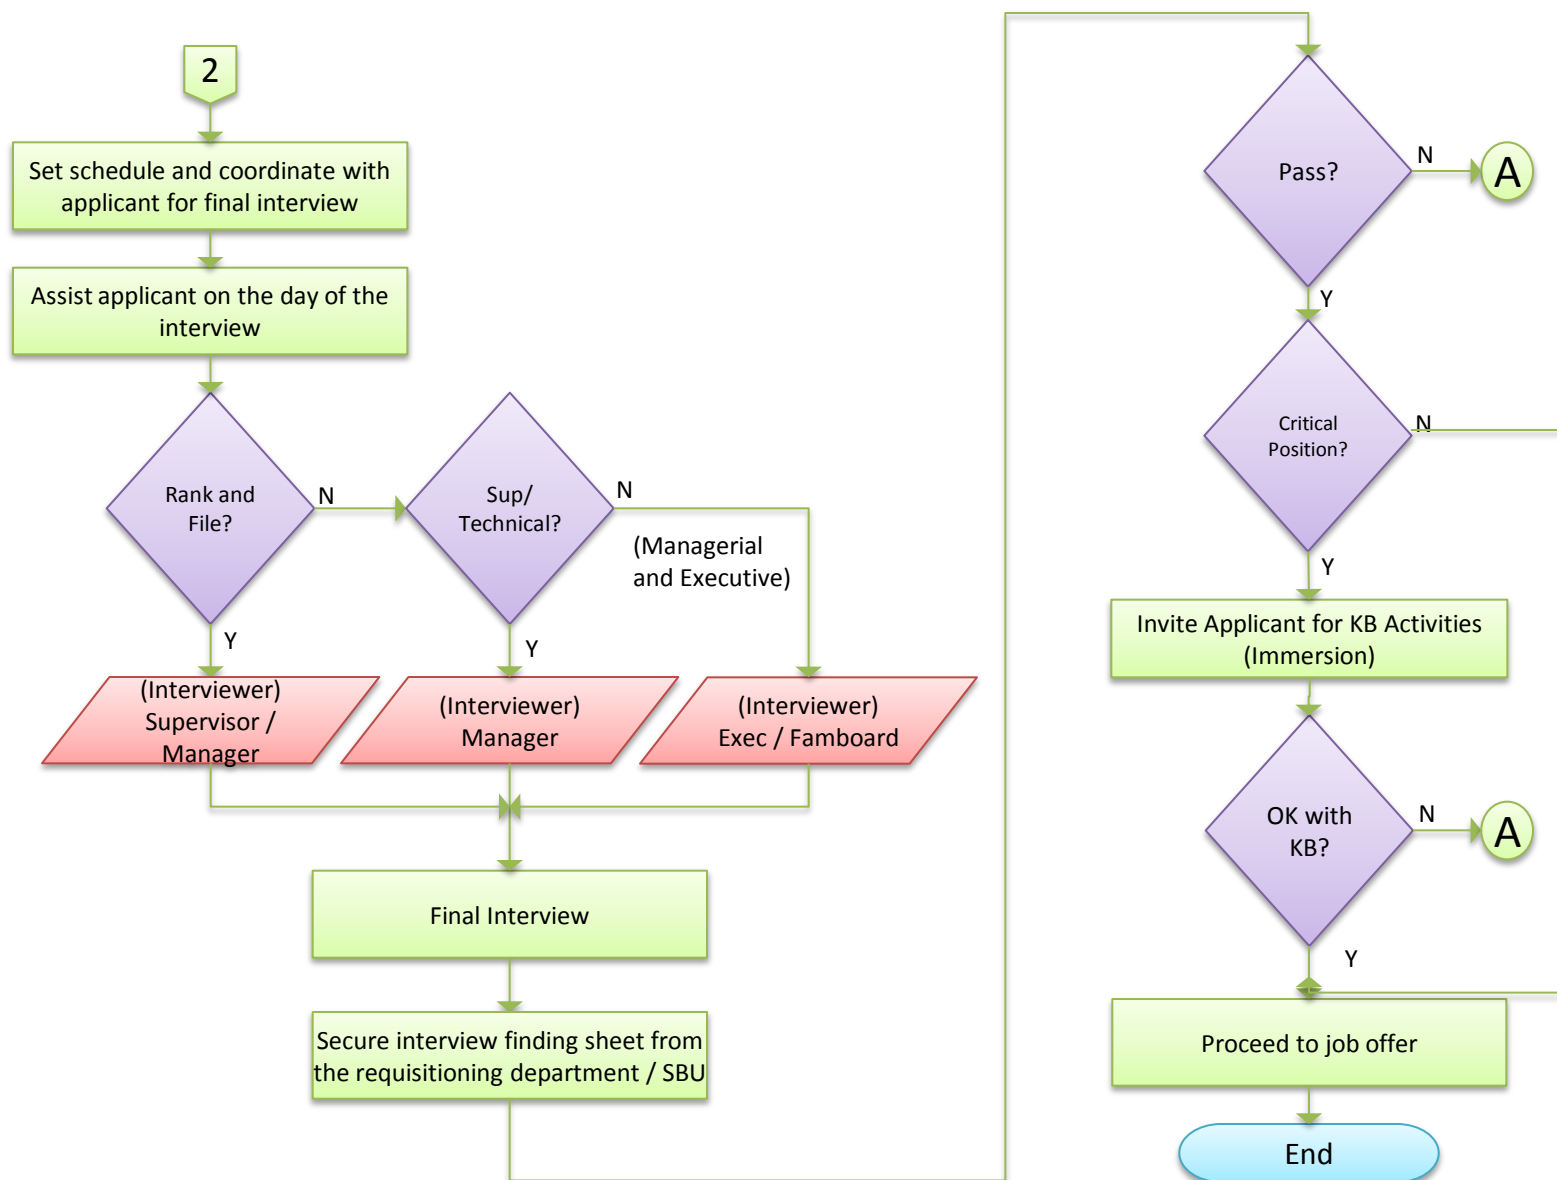 2
Set schedule and coordinate with
applicant for final interview
Assist applicant on the day of the
interview
Rank and
File?
N
Y
Sup/
Technical?
N
(Managerial
and Executive)
Y
(Interviewer)
Supervisor /
Manager
(Interviewer)
Manager
(Interviewer)
Exec / Famboard
Final Interview
Secure interview finding sheet from
the requisitioning department / SBU
Pass?
N
A
Y
Critical
Position?
N
Y
Invite Applicant for KB Activities
(Immersion)
OK with
KB?
N
A
Y
Proceed to job offer
End